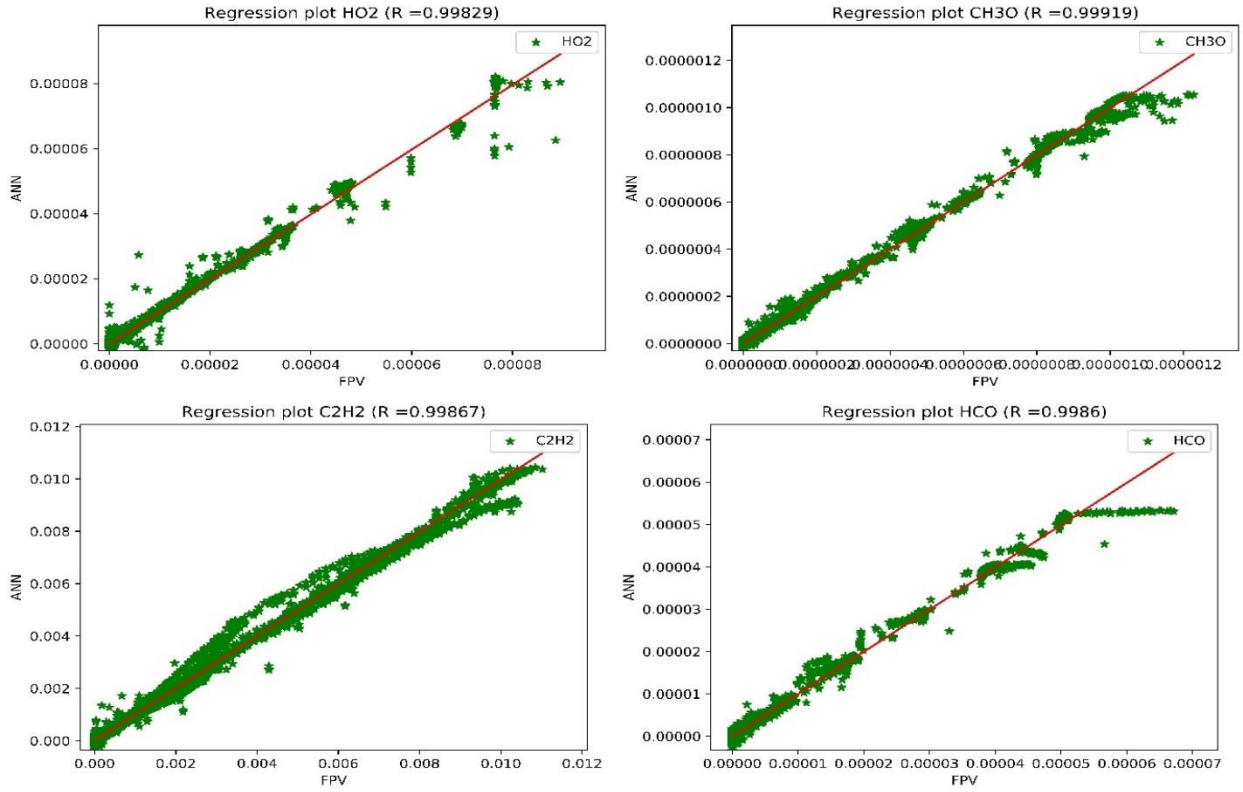 Regression plot HO2 (R =0.99829)
HO2
0.00008
0.00006
0.00004
0.00002
0.00000
ANN
0.00000 0.00002 0.00004 0.00006 0.00008
FPV
Regression plot CH3O (R =0.99919)
CH3O
0.0000012
0.0000010
0.0000008
0.0000006
0.0000004
0.0000002
0.0000000
ANN
0.0000000 0.0000002 0.0000004 0.0000006 0.0000008 0.0000010 0.0000012
FPV
Regression plot C2H2 (R =0.99867)
C2H2
0.012
0.010
0.008
0.006
0.004
0.002
0.000
ANN
0.000 0.002 0.004 0.006 0.008 0.010 0.012
FPV
Regression plot HCO (R =0.9986)
HCO
0.00007
0.00006
0.00005
0.00004
0.00003
0.00002
0.00001
0.00000
ANN
0.00000 0.00001 0.00002 0.00003 0.00004 0.00005 0.00006 0.00007
FPV